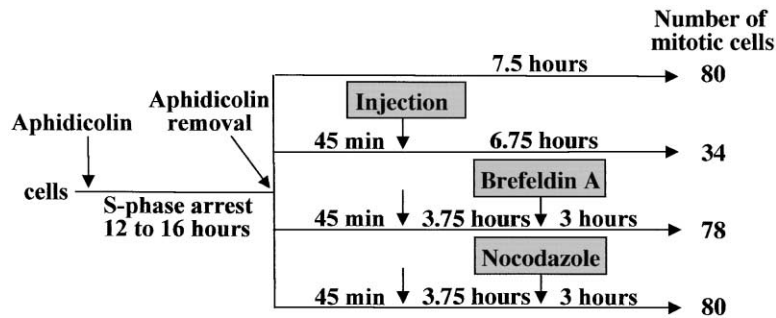 Number of
mitotic cells
7.5 hours
80
Aphidicolin
removal
Injection
Aphidicolin
45 min
6.75 hours
34
cells
Brefeldin A
S-phase arrest
12 to 16 hours
45 min
3.75 hours
3 hours
78
Nocodazole
45 min
3.75 hours
3 hours
80